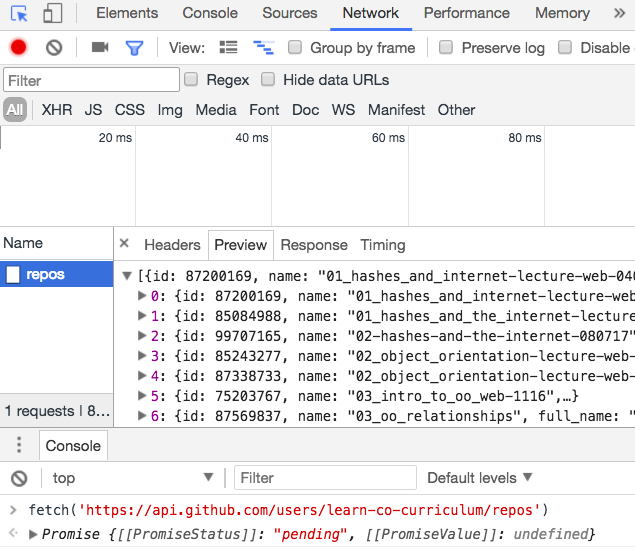 Elements Console Sources Network Performance Memory »
View: Group by frame Preserve log Disable
Filter Regex Hide data URLs
All XHR JS CSS Img Media Font Doc WS Manifest Other
20 ms 40 ms 60 ms 80 ms
Name × Headers Preview Response Timing
repos
[{id: 87200169, name: "01_hashes_and_internet-lecture-web-040
0: {id: 87200169, name: "01_hashes_and_internet-lecture-web
1: {id: 85084988, name: "01_hashes_and_the_internet-lecture
2: {id: 99707165, name: "02-hashes-and-the-internet-080717"
3: {id: 85243277, name: "02_object_orientation-lecture-web-
4: {id: 87338733, name: "02_object_orientation-lecture-web-
5: {id: 75203767, name: "03_intro_to_oo_web-1116",…}
6: {id: 87569837, name: "03_oo_relationships", full_name: "
1 requests | 8…
Console
top Filter Default levels
> fetch('https://api.github.com/users/learn-co-curriculum/repos')
Promise {[[PromiseStatus]]: "pending", [[PromiseValue]]: undefined}